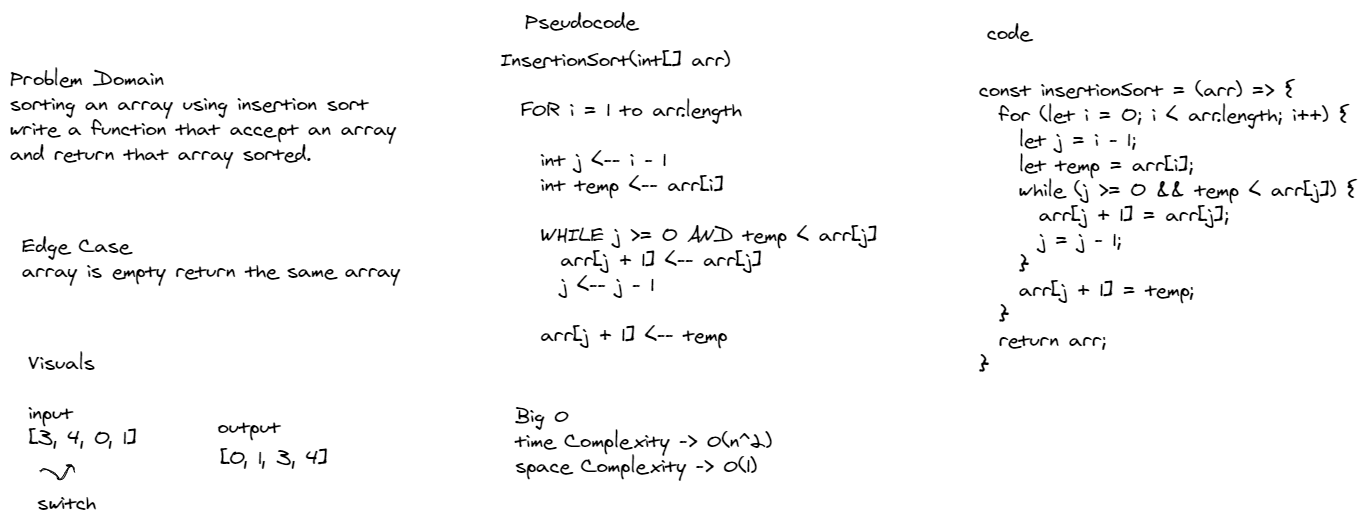 Problem Domain
sorting an array using insertion sort
write a function that accept an array
and return that array sorted.
Edge Case
array is empty return the same array
Visuals
input
[3, 4, 0, 1]
switch
output
[0, 1, 3, 4]
Pseudocode
InsertionSort(int[] arr)
FOR i = 1 to arr.length
int j <-- i - 1
int temp <-- arr[i]
WHILE j >= 0 AND temp < arr[j]
arr[j + 1] <-- arr[j]
j <-- j - 1
arr[j + 1] <-- temp
Big O
time Complexity -> O(n^2)
space Complexity -> O(1)
code
const insertionSort = (arr) => {
for (let i = 0; i < arr.length; i++) {
let j = i - 1;
let temp = arr[i];
while (j >= 0 && temp < arr[j]) {
arr[j + 1] = arr[j];
j = j - 1;
}
arr[j + 1] = temp;
}
return arr;
}